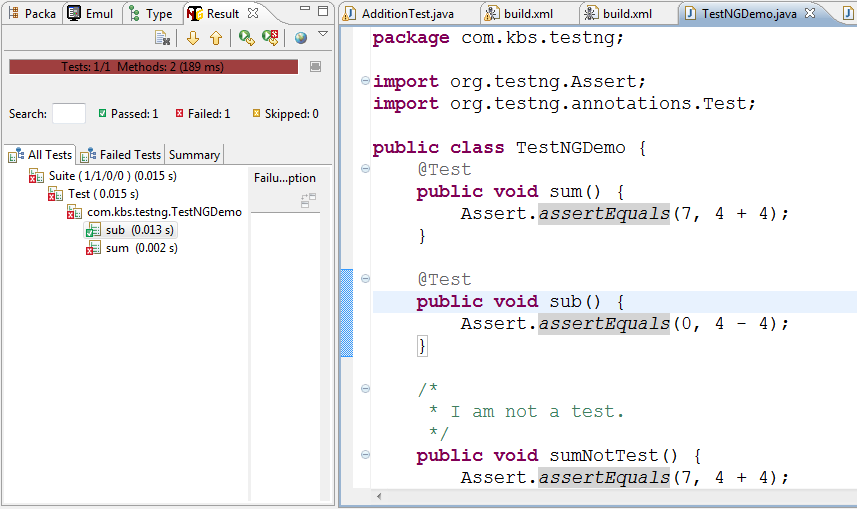 Packa Emul Type Result
Tests: 1/1 Methods: 2 (189 ms)
Search: Passed: 1 Failed: 1 Skipped: 0
All Tests Failed Tests Summary
Suite ( 1/1/0/0 ) (0.015 s)
Test ( 0.015 s)
com.kbs.testng.TestNGDemo
sub (0.013 s)
sum (0.002 s)
Failu...ption
AdditionTest.java build.xml build.xml TestNGDemo.java
package com.kbs.testng;
import org.testng.Assert;
import org.testng.annotations.Test;
public class TestNGDemo {
@Test
public void sum() {
Assert.assertEquals(7, 4 + 4);
}
@Test
public void sub() {
Assert.assertEquals(0, 4 - 4);
}
/*
* I am not a test.
*/
public void sumNotTest() {
Assert.assertEquals(7, 4 + 4);